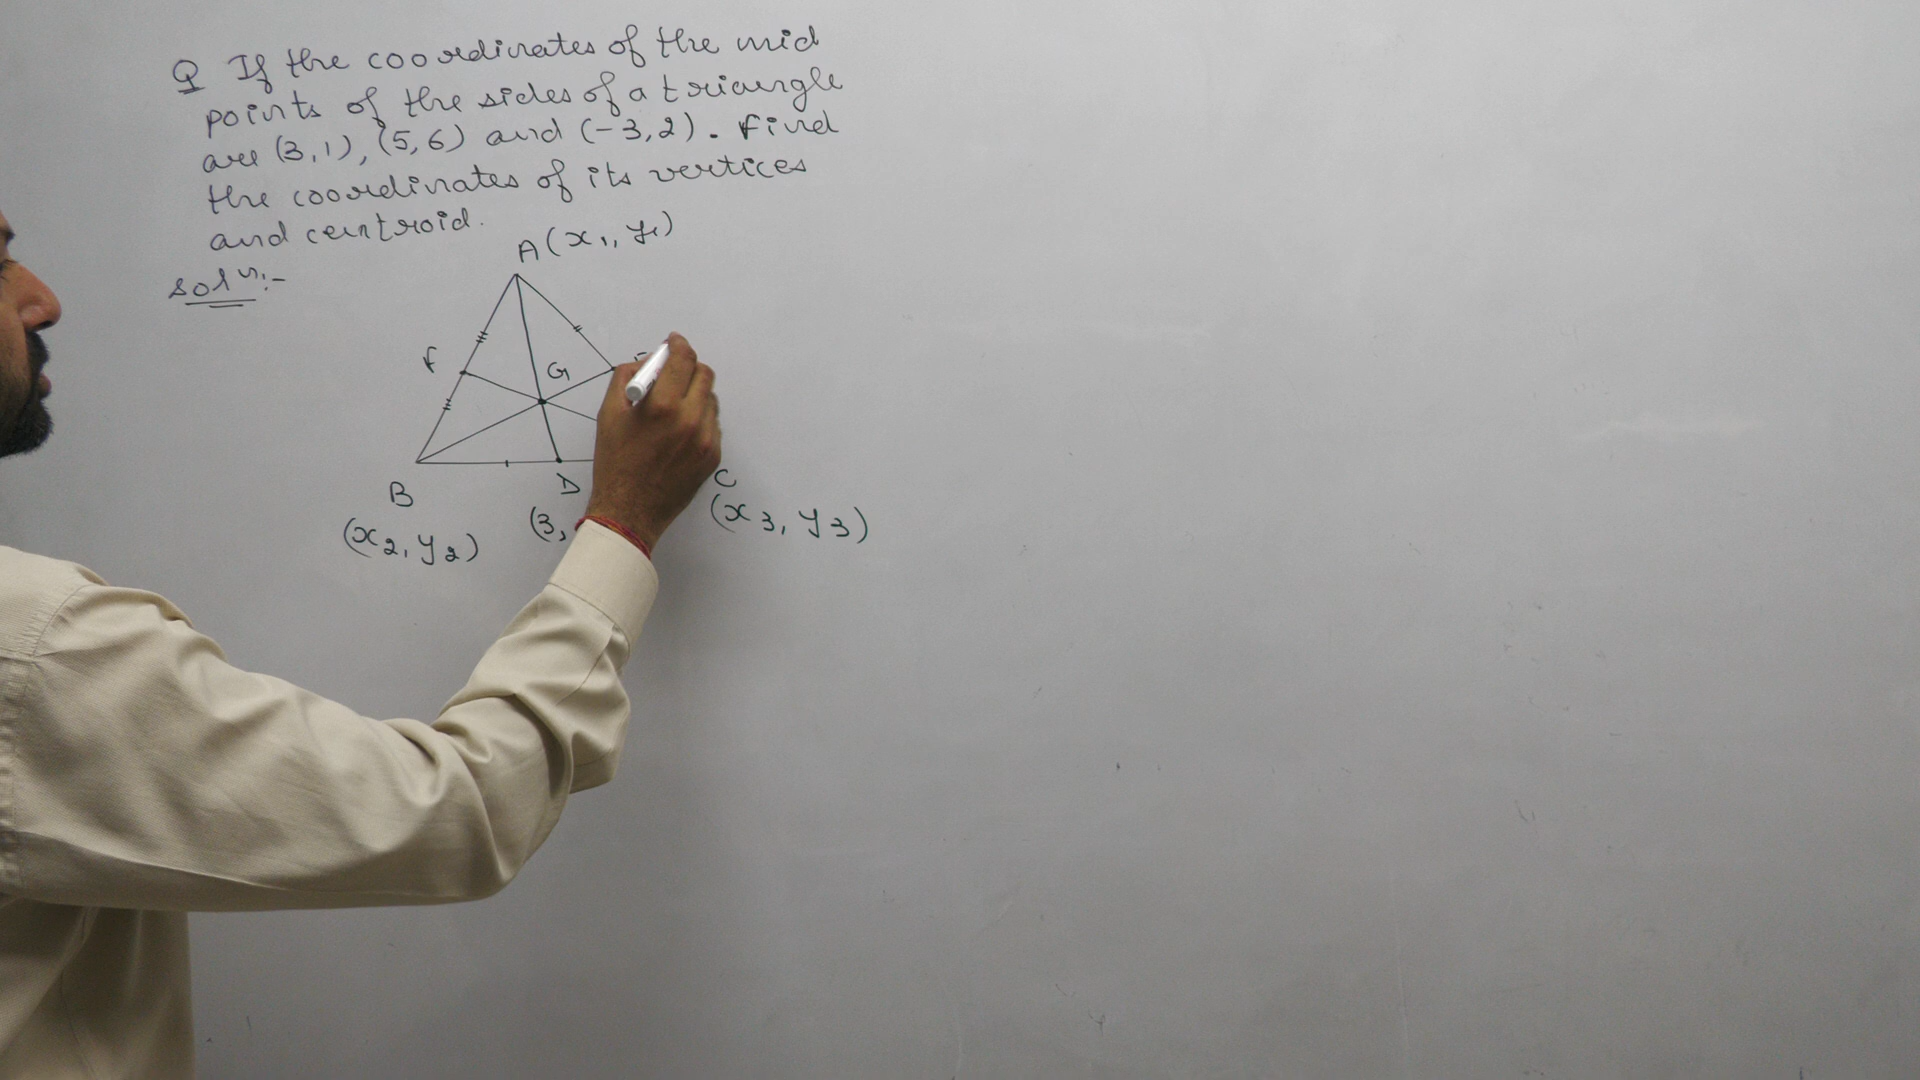 Q If the coordinates of the mid
points of the sides of a triangle
are (3,1), (5,6) and (-3,2). Find
the coordinates of its vertices
and centroid.
A(x₁, y₁)
Solⁿ:-
F
G
B
D
C
(x₂, y₂)
(3,
(x₃, y₃)